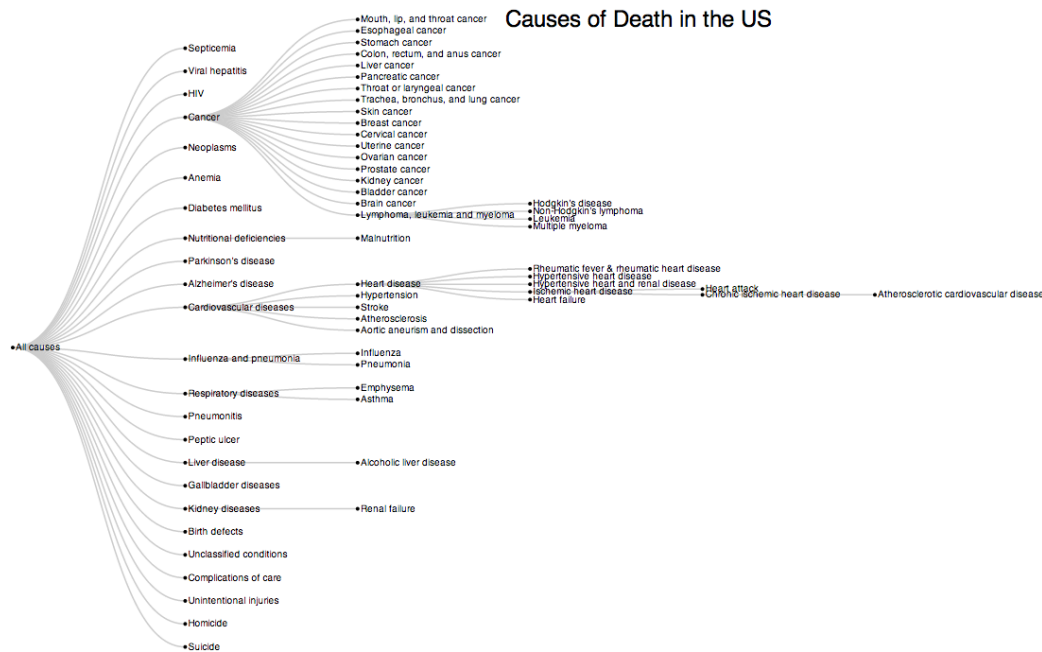 Causes of Death in the US
All causes
Septicemia
Viral hepatitis
HIV
Cancer
Mouth, lip, and throat cancer
Esophageal cancer
Stomach cancer
Colon, rectum, and anus cancer
Liver cancer
Pancreatic cancer
Throat or laryngeal cancer
Trachea, bronchus, and lung cancer
Skin cancer
Breast cancer
Cervical cancer
Uterine cancer
Ovarian cancer
Prostate cancer
Kidney cancer
Bladder cancer
Brain cancer
Lymphoma, leukemia and myeloma
Hodgkin's disease
Non-Hodgkin's lymphoma
Leukemia
Multiple myeloma
Neoplasms
Anemia
Diabetes mellitus
Nutritional deficiencies
Malnutrition
Parkinson's disease
Alzheimer's disease
Cardiovascular diseases
Heart disease
Rheumatic fever & rheumatic heart disease
Hypertensive heart disease
Hypertensive heart and renal disease
Ischemic heart disease
Heart attack
Chronic ischemic heart disease
Atherosclerotic cardiovascular disease
Heart failure
Hypertension
Stroke
Atherosclerosis
Aortic aneurism and dissection
Influenza and pneumonia
Influenza
Pneumonia
Respiratory diseases
Emphysema
Asthma
Pneumonitis
Peptic ulcer
Liver disease
Alcoholic liver disease
Gallbladder diseases
Kidney diseases
Renal failure
Birth defects
Unclassified conditions
Complications of care
Unintentional injuries
Homicide
Suicide